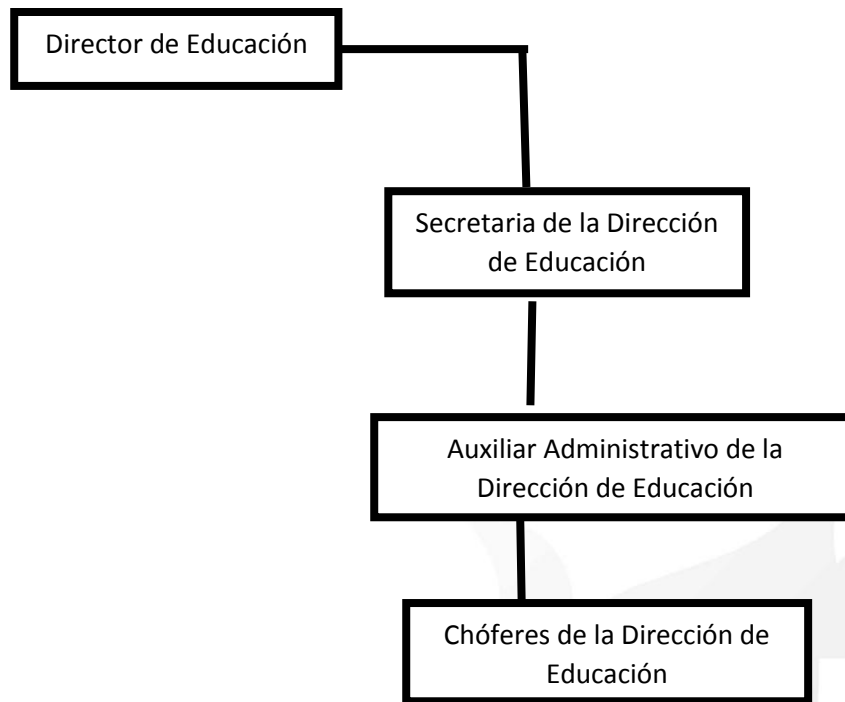 Director de Educación
Secretaria de la Dirección
de Educación
Auxiliar Administrativo de la
Dirección de Educación
Chóferes de la Dirección de
Educación